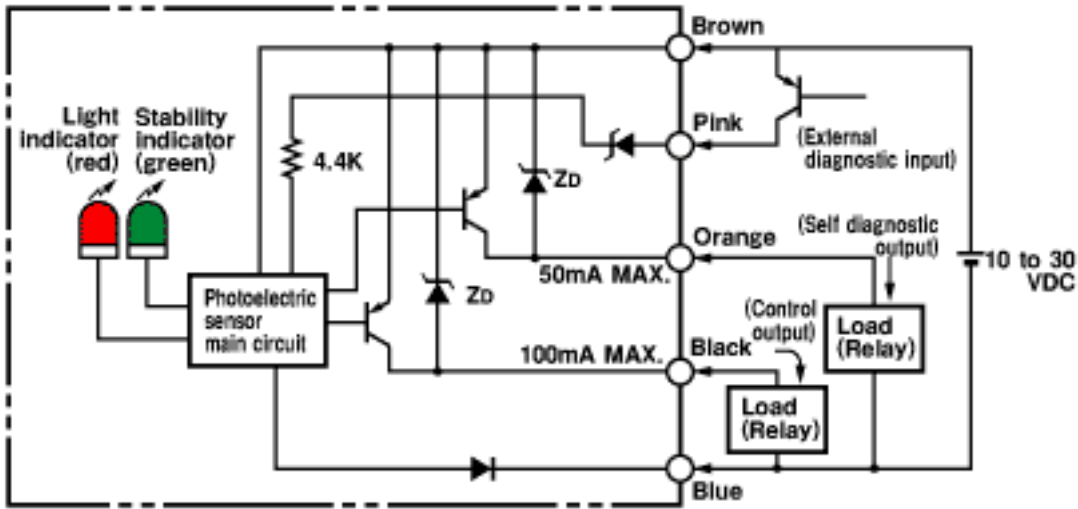 Brown
Light
indicator
(red)
Stability
indicator
(green)
4.4K
Pink
(External
diagnostic input)
ZD
Orange
(Self diagnostic
output)
50mA MAX.
10 to 30
VDC
Photoelectric
sensor
main circuit
ZD
(Control
output)
Load
(Relay)
100mA MAX.
Black
Load
(Relay)
Blue